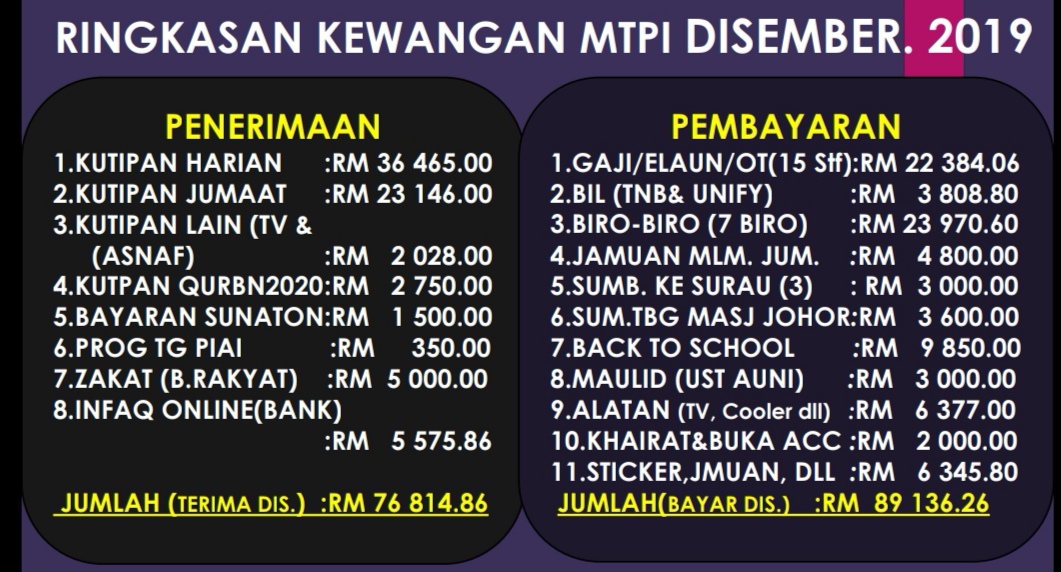 RINGKASAN KEWANGAN MTPI DISEMBER. 2019
PENERIMAAN
1.KUTIPAN HARIAN :RM 36 465.00
2.KUTIPAN JUMAAT :RM 23 146.00
3.KUTIPAN LAIN (TV &
(ASNAF) :RM 2 028.00
4.KUTPAN QURBN2020:RM 2 750.00
5.BAYARAN SUNATON:RM 1 500.00
6.PROG TG PIAI :RM 350.00
7.ZAKAT (B.RAKYAT) :RM 5 000.00
8.INFAQ ONLINE(BANK)
:RM 5 575.86
JUMLAH (TERIMA DIS.) :RM 76 814.86
PEMBAYARAN
1.GAJI/ELAUN/OT(15 Stf):RM 22 384.06
2.BIL (TNB& UNIFY) :RM 3 808.80
3.BIRO-BIRO (7 BIRO) :RM 23 970.60
4.JAMUAN MLM. JUM. :RM 4 800.00
5.SUMB. KE SURAU (3) : RM 3 000.00
6.SUM.TBG MASJ JOHOR:RM 3 600.00
7.BACK TO SCHOOL :RM 9 850.00
8.MAULID (UST AUNI) :RM 3 000.00
9.ALATAN (TV, Cooler dll) :RM 6 377.00
10.KHAIRAT&BUKA ACC :RM 2 000.00
11.STICKER,JMUAN, DLL :RM 6 345.80
JUMLAH(BAYAR DIS.) :RM 89 136.26